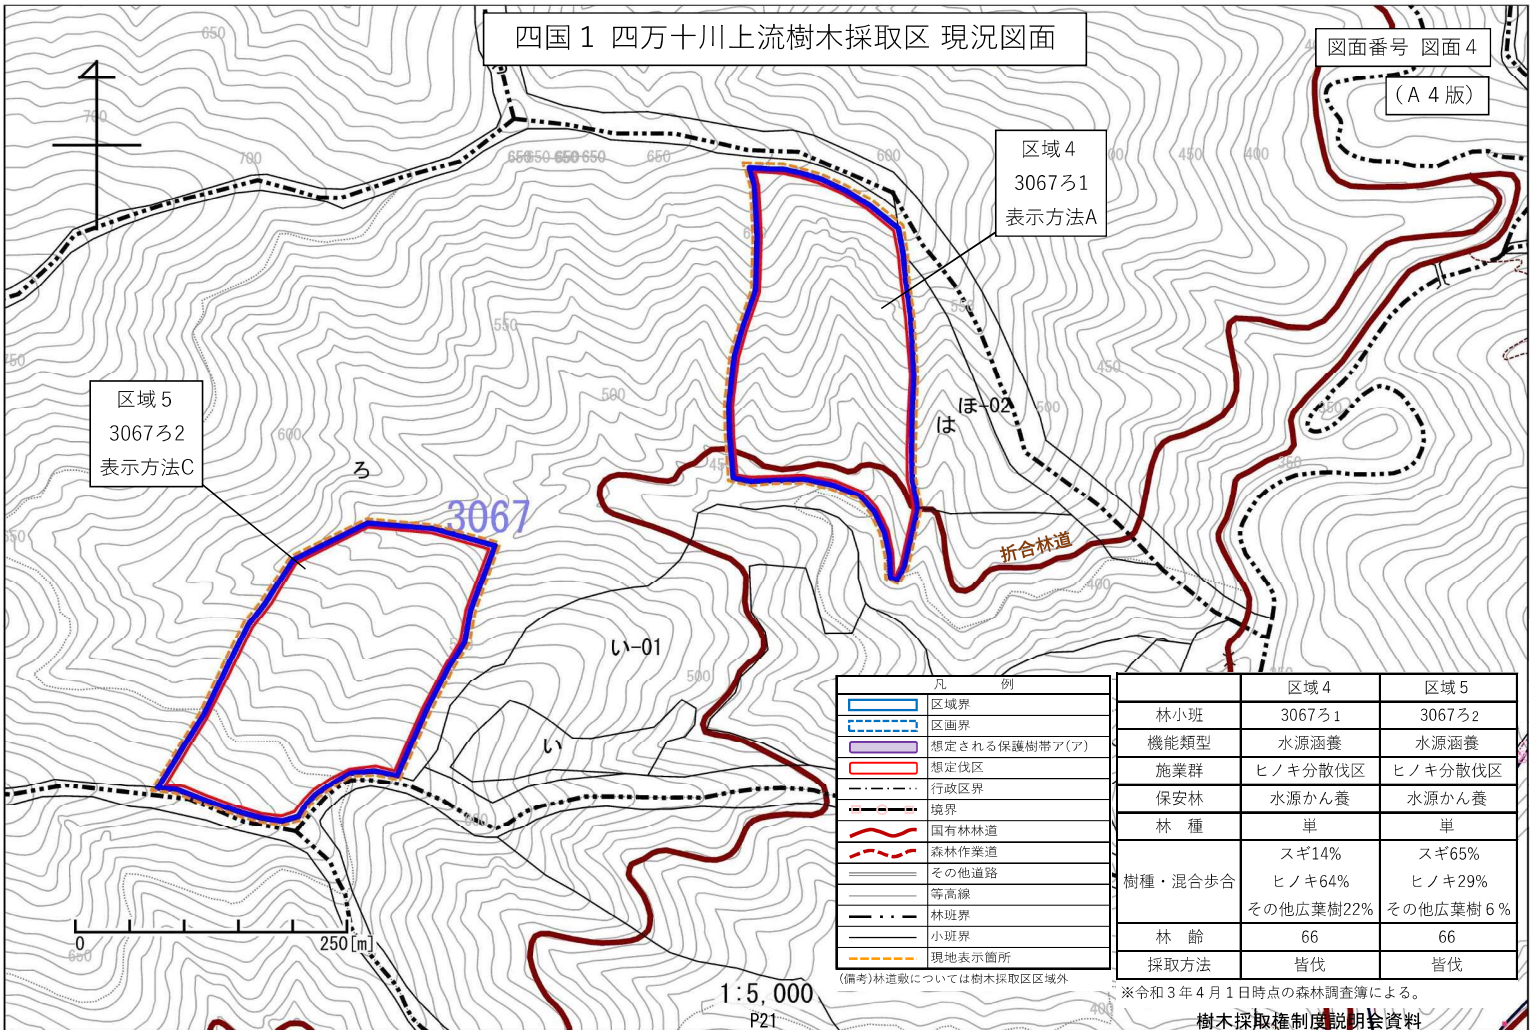 四国１ 四万十川上流樹木採取区 現況図面
図面番号 図面４
（Ａ４版）
区域４
3067ろ1
表示方法A
区域５
3067ろ2
表示方法C
650
700
700
650
650
650
650
600
500
450
400
550
550
500
600
450
500
350
350
400
500
650
400
ろ
3067
は
ほ-02
折合林道
い-01
い
0
250[m]
1:5,000
P21
凡 例
区域界
区画界
想定される保護樹帯ア(ア)
想定伐区
行政区界
境界
国有林林道
森林作業道
その他道路
等高線
林班界
小班界
現地表示箇所
(備考)林道敷については樹木採取区区域外
区域４ 区域５
林小班 3067ろ1 3067ろ2
機能類型 水源涵養 水源涵養
施業群 ヒノキ分散伐区 ヒノキ分散伐区
保安林 水源かん養 水源かん養
林 種 単 単
樹種・混合歩合 スギ14% スギ65%
ヒノキ64% ヒノキ29%
その他広葉樹22% その他広葉樹６%
林 齢 66 66
採取方法 皆伐 皆伐
※令和３年４月１日時点の森林調査簿による。
樹木採取権制度説明会資料